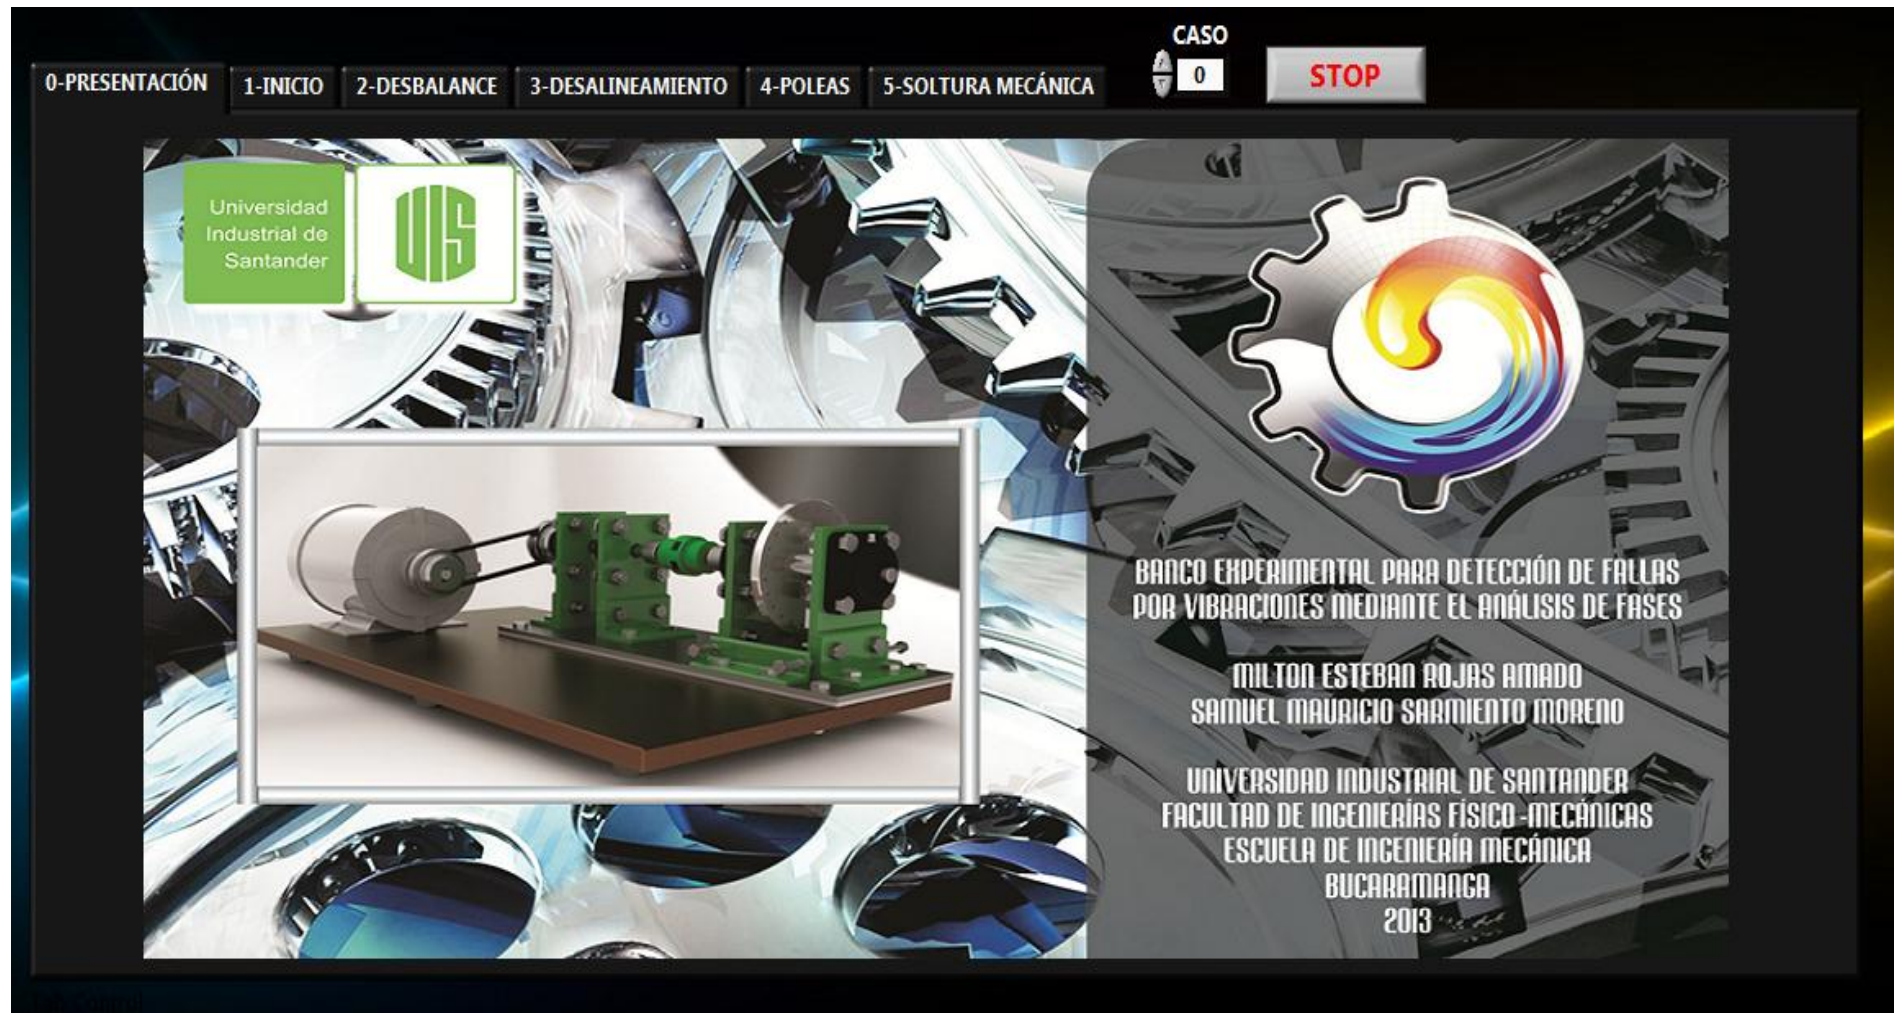 CASO
0-PRESENTACIÓN
1-INICIO
2-DESBALANCE
3-DESALINEAMIENTO
4-POLEAS
5-SOLTURA MECÁNICA
0
STOP
Universidad
Industrial de
Santander
UIS
BANCO EXPERIMENTAL PARA DETECCIÓN DE FALLAS
POR VIBRACIONES MEDIANTE EL ANÁLISIS DE FASES
MILTON ESTEBAN ROJAS AMADO
SAMUEL MAURICIO SARMIENTO MORENO
UNIVERSIDAD INDUSTRIAL DE SANTANDER
FACULTAD DE INGENIERÍAS FÍSICO-MECÁNICAS
ESCUELA DE INGENIERÍA MECÁNICA
BUCARAMANGA
2013